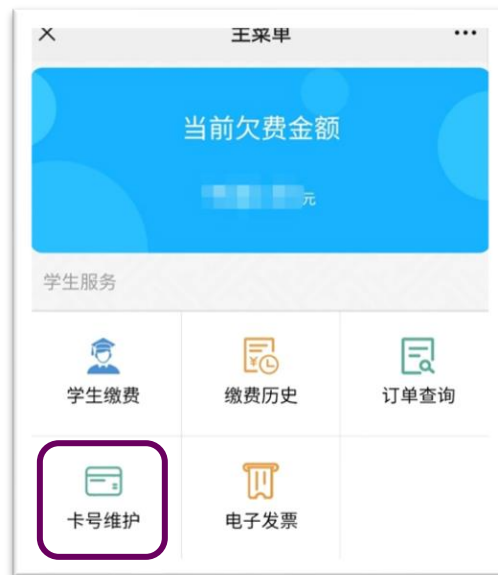 主菜单
当前欠费金额
元
学生服务
学生缴费 缴费历史 订单查询
卡号维护 电子发票